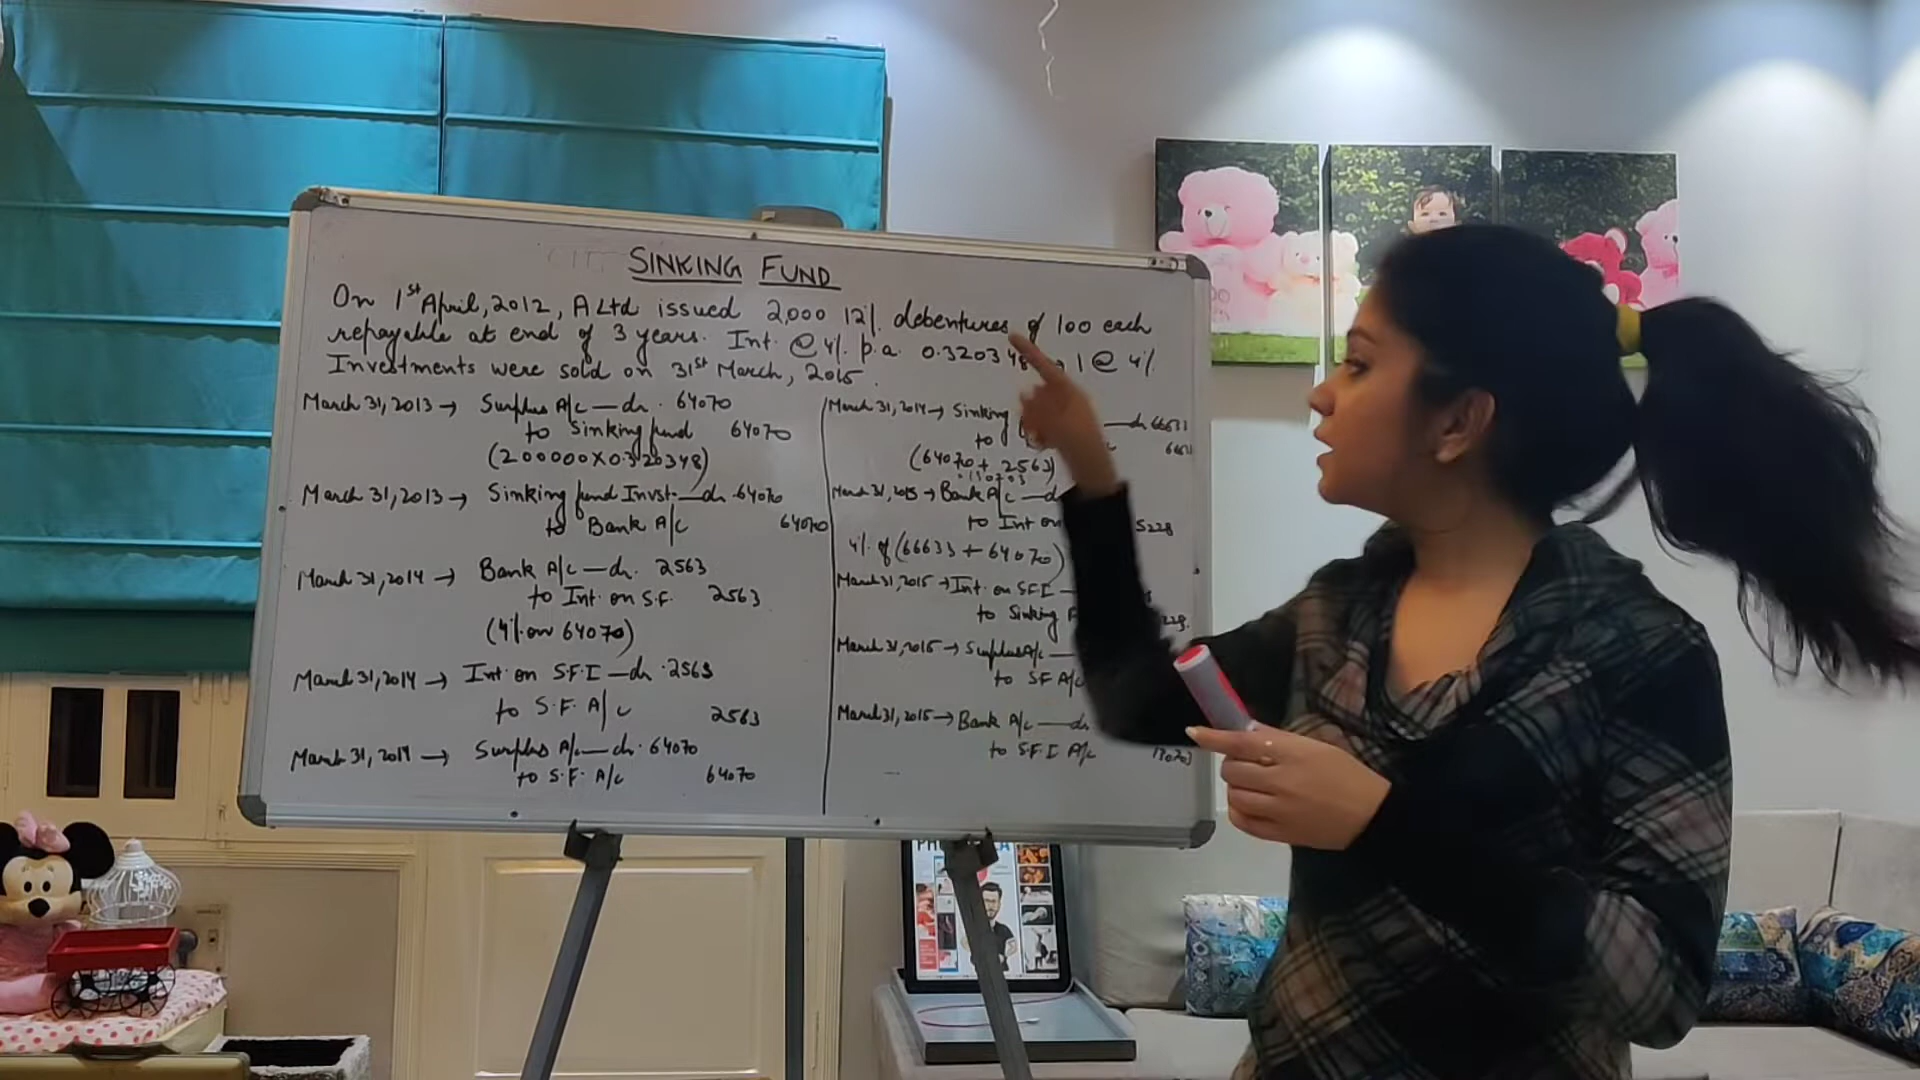 SINKING FUND
On 1st April, 2012, A Ltd issued 2,000 12% debentures of 100 each
repayable at end of 3 years. Int. @ 4% p.a. 0.320348 → 1 @ 4%
Investments were sold on 31st March, 2015.
March 31, 2013 → Surplus A/c — dr. 64070
to Sinking fund 64070
(200000 X 0.320348)
March 31, 2013 → Sinking fund Invst. — dr. 64070
to Bank A/c 64070
March 31, 2014 → Bank A/c — dr. 2563
to Int. on S.F. 2563
(4% on 64070)
March 31, 2014 → Int. on S.F.I — dr. 2563
to S.F. A/c 2563
March 31, 2014 → Surplus A/c — dr. 64070
to S.F. A/c 64070
March 31, 2014 → Sinking — dr 66633
to
(64070 + 2563)
130703
March 31, 2015 → Bank A/c — d
to Int on 5228
4% of (66633 + 64070)
March 31, 2015 → Int. on SFI —
to Sinking
March 31, 2015 → Surplus A/c —
to SF A/c
March 31, 2015 → Bank A/c — dr
to S.F.I A/c 130703